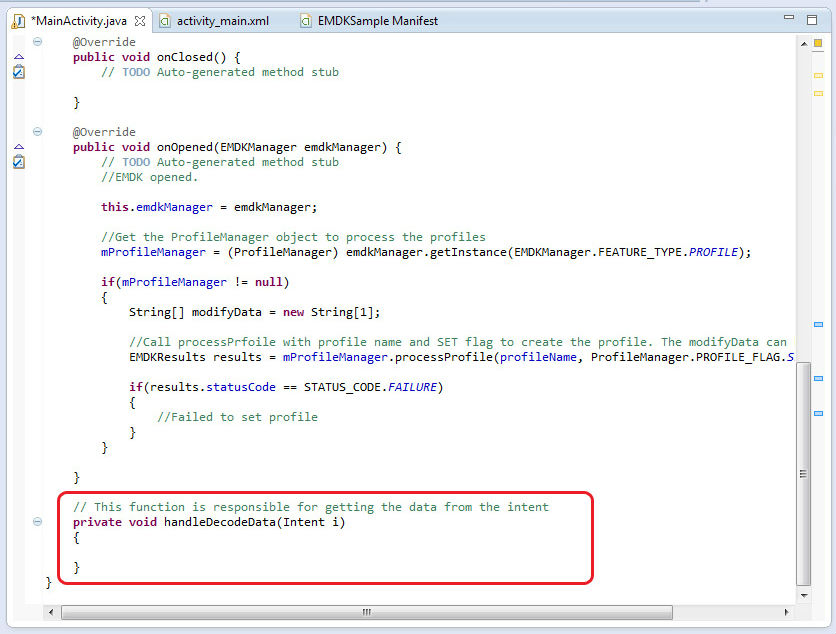 *MainActivity.java activity_main.xml EMDKSample Manifest
@Override
public void onClosed() {
// TODO Auto-generated method stub
}
@Override
public void onOpened(EMDKManager emdkManager) {
// TODO Auto-generated method stub
//EMDK opened.
this.emdkManager = emdkManager;
//Get the ProfileManager object to process the profiles
mProfileManager = (ProfileManager) emdkManager.getInstance(EMDKManager.FEATURE_TYPE.PROFILE);
if(mProfileManager != null)
{
String[] modifyData = new String[1];
//Call processPrfoile with profile name and SET flag to create the profile. The modifyData can
EMDKResults results = mProfileManager.processProfile(profileName, ProfileManager.PROFILE_FLAG.S
if(results.statusCode == STATUS_CODE.FAILURE)
{
//Failed to set profile
}
}
}
// This function is responsible for getting the data from the intent
private void handleDecodeData(Intent i)
{
}
}